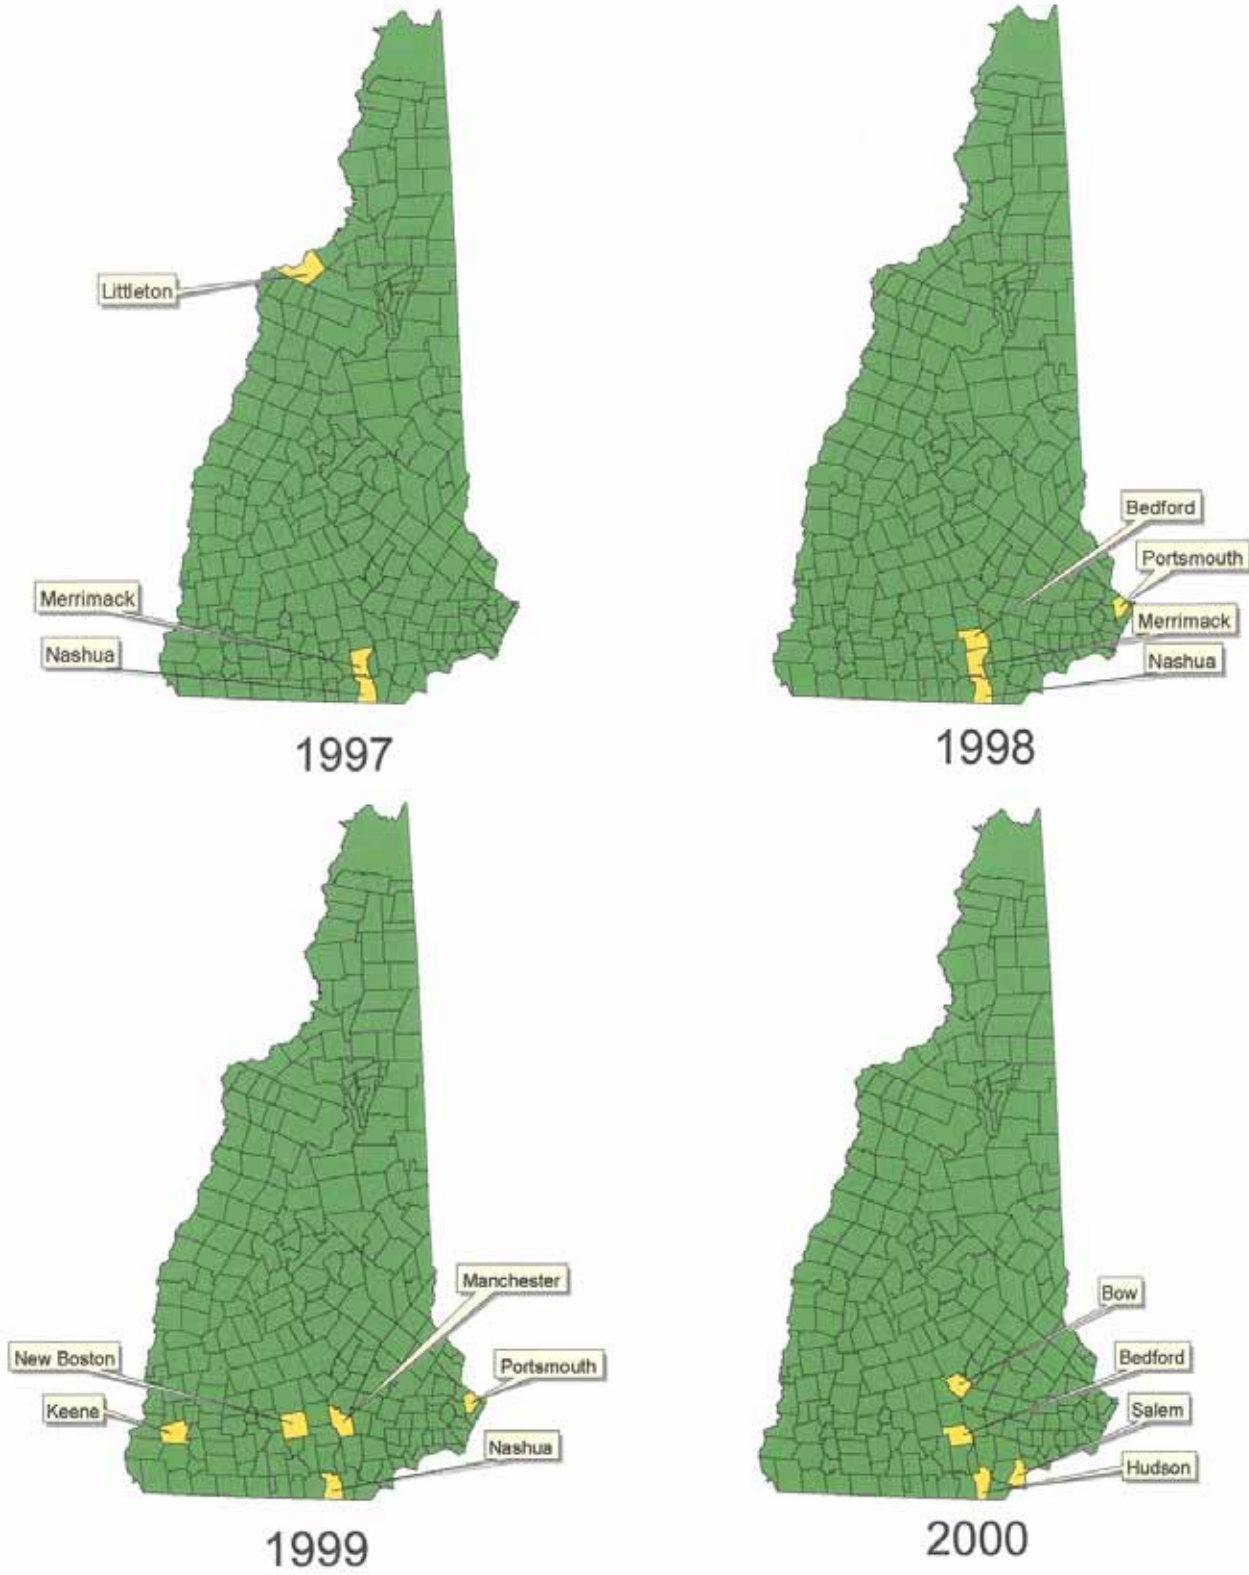 Littleton
Merrimack
Nashua
1997
Bedford
Portsmouth
Merrimack
Nashua
1998
Manchester
New Boston
Portsmouth
Keene
Nashua
1999
Bow
Bedford
Salem
Hudson
2000